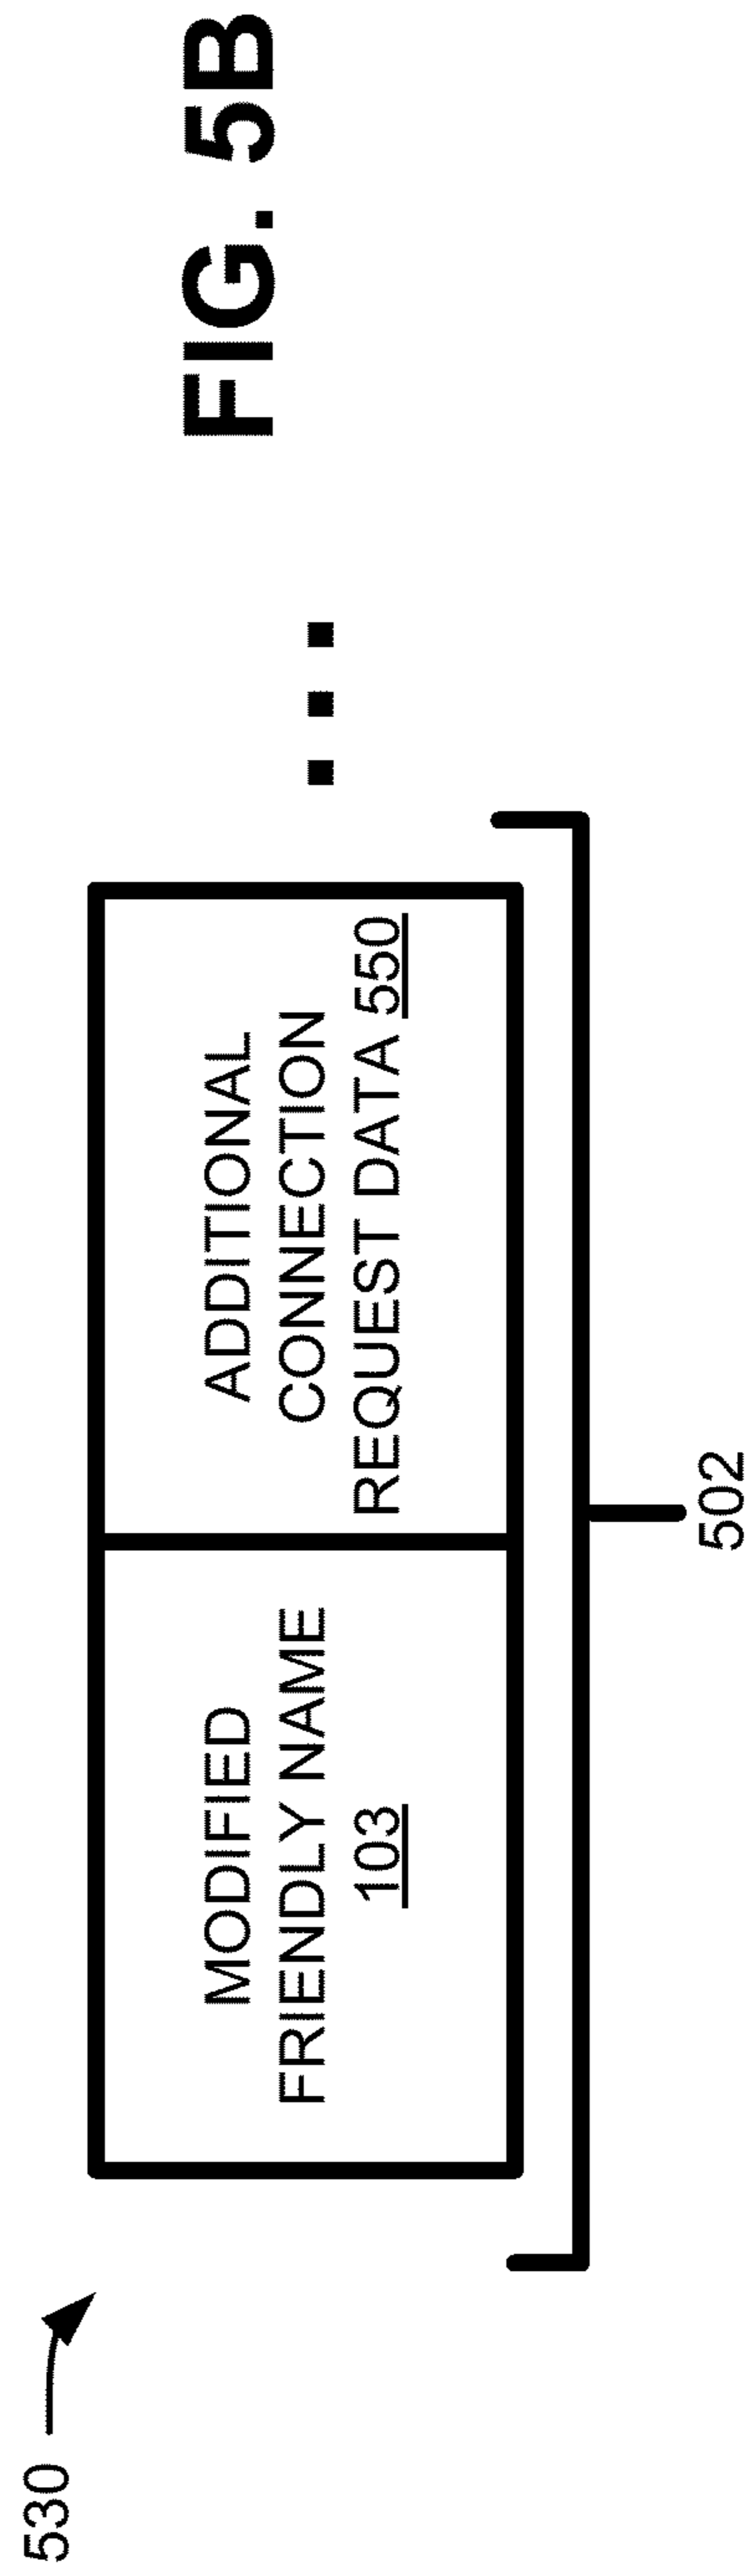 530
MODIFIED
FRIENDLY NAME
103
ADDITIONAL
CONNECTION
REQUEST DATA 550
502
FIG. 5B